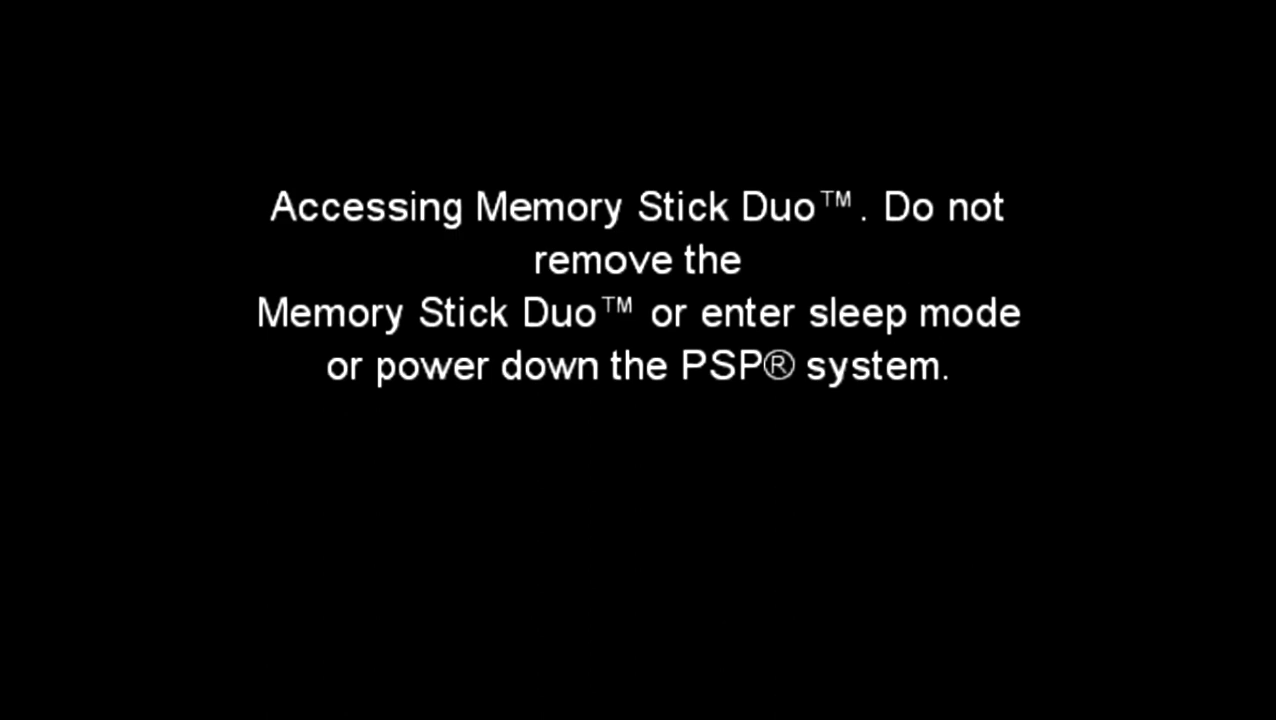 Accessing Memory Stick Duo™. Do not
remove the
Memory Stick Duo™ or enter sleep mode
or power down the PSP® system.